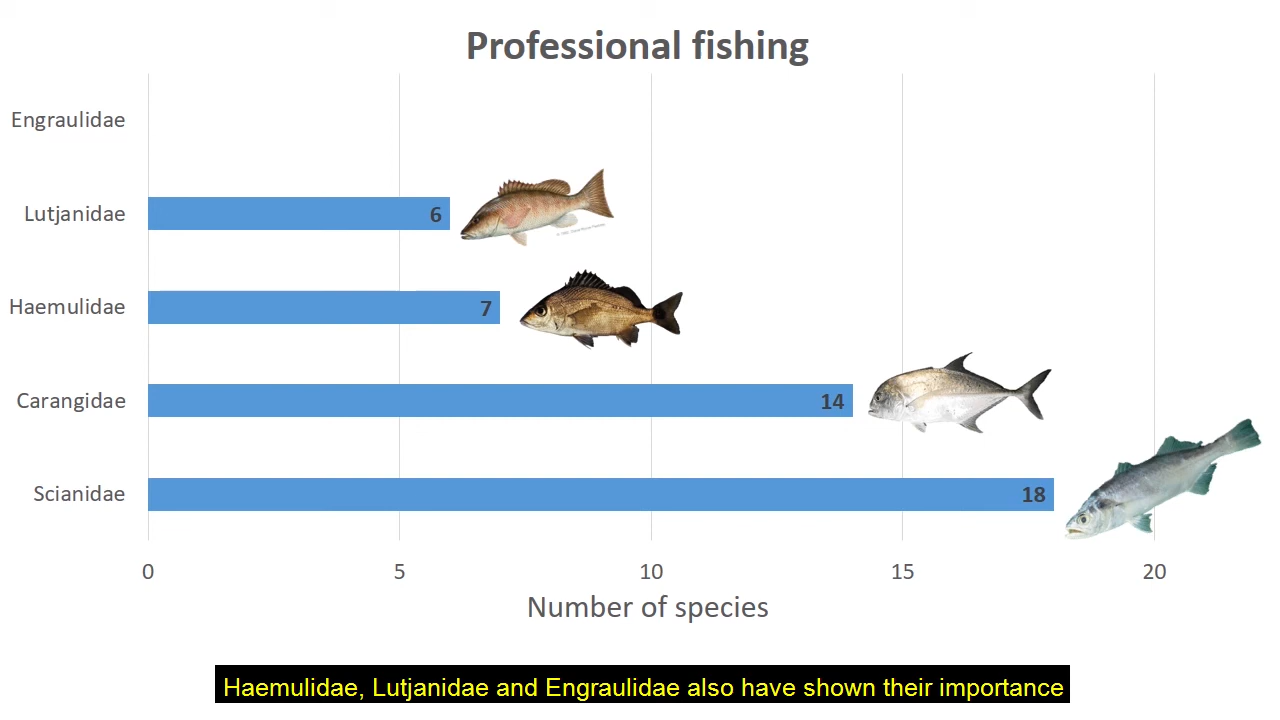 Professional fishing
Engraulidae
Lutjanidae
6
Haemulidae
7
Carangidae
14
Scianidae
18
0 5 10 15 20
Number of species
Haemulidae, Lutjanidae and Engraulidae also have shown their importance